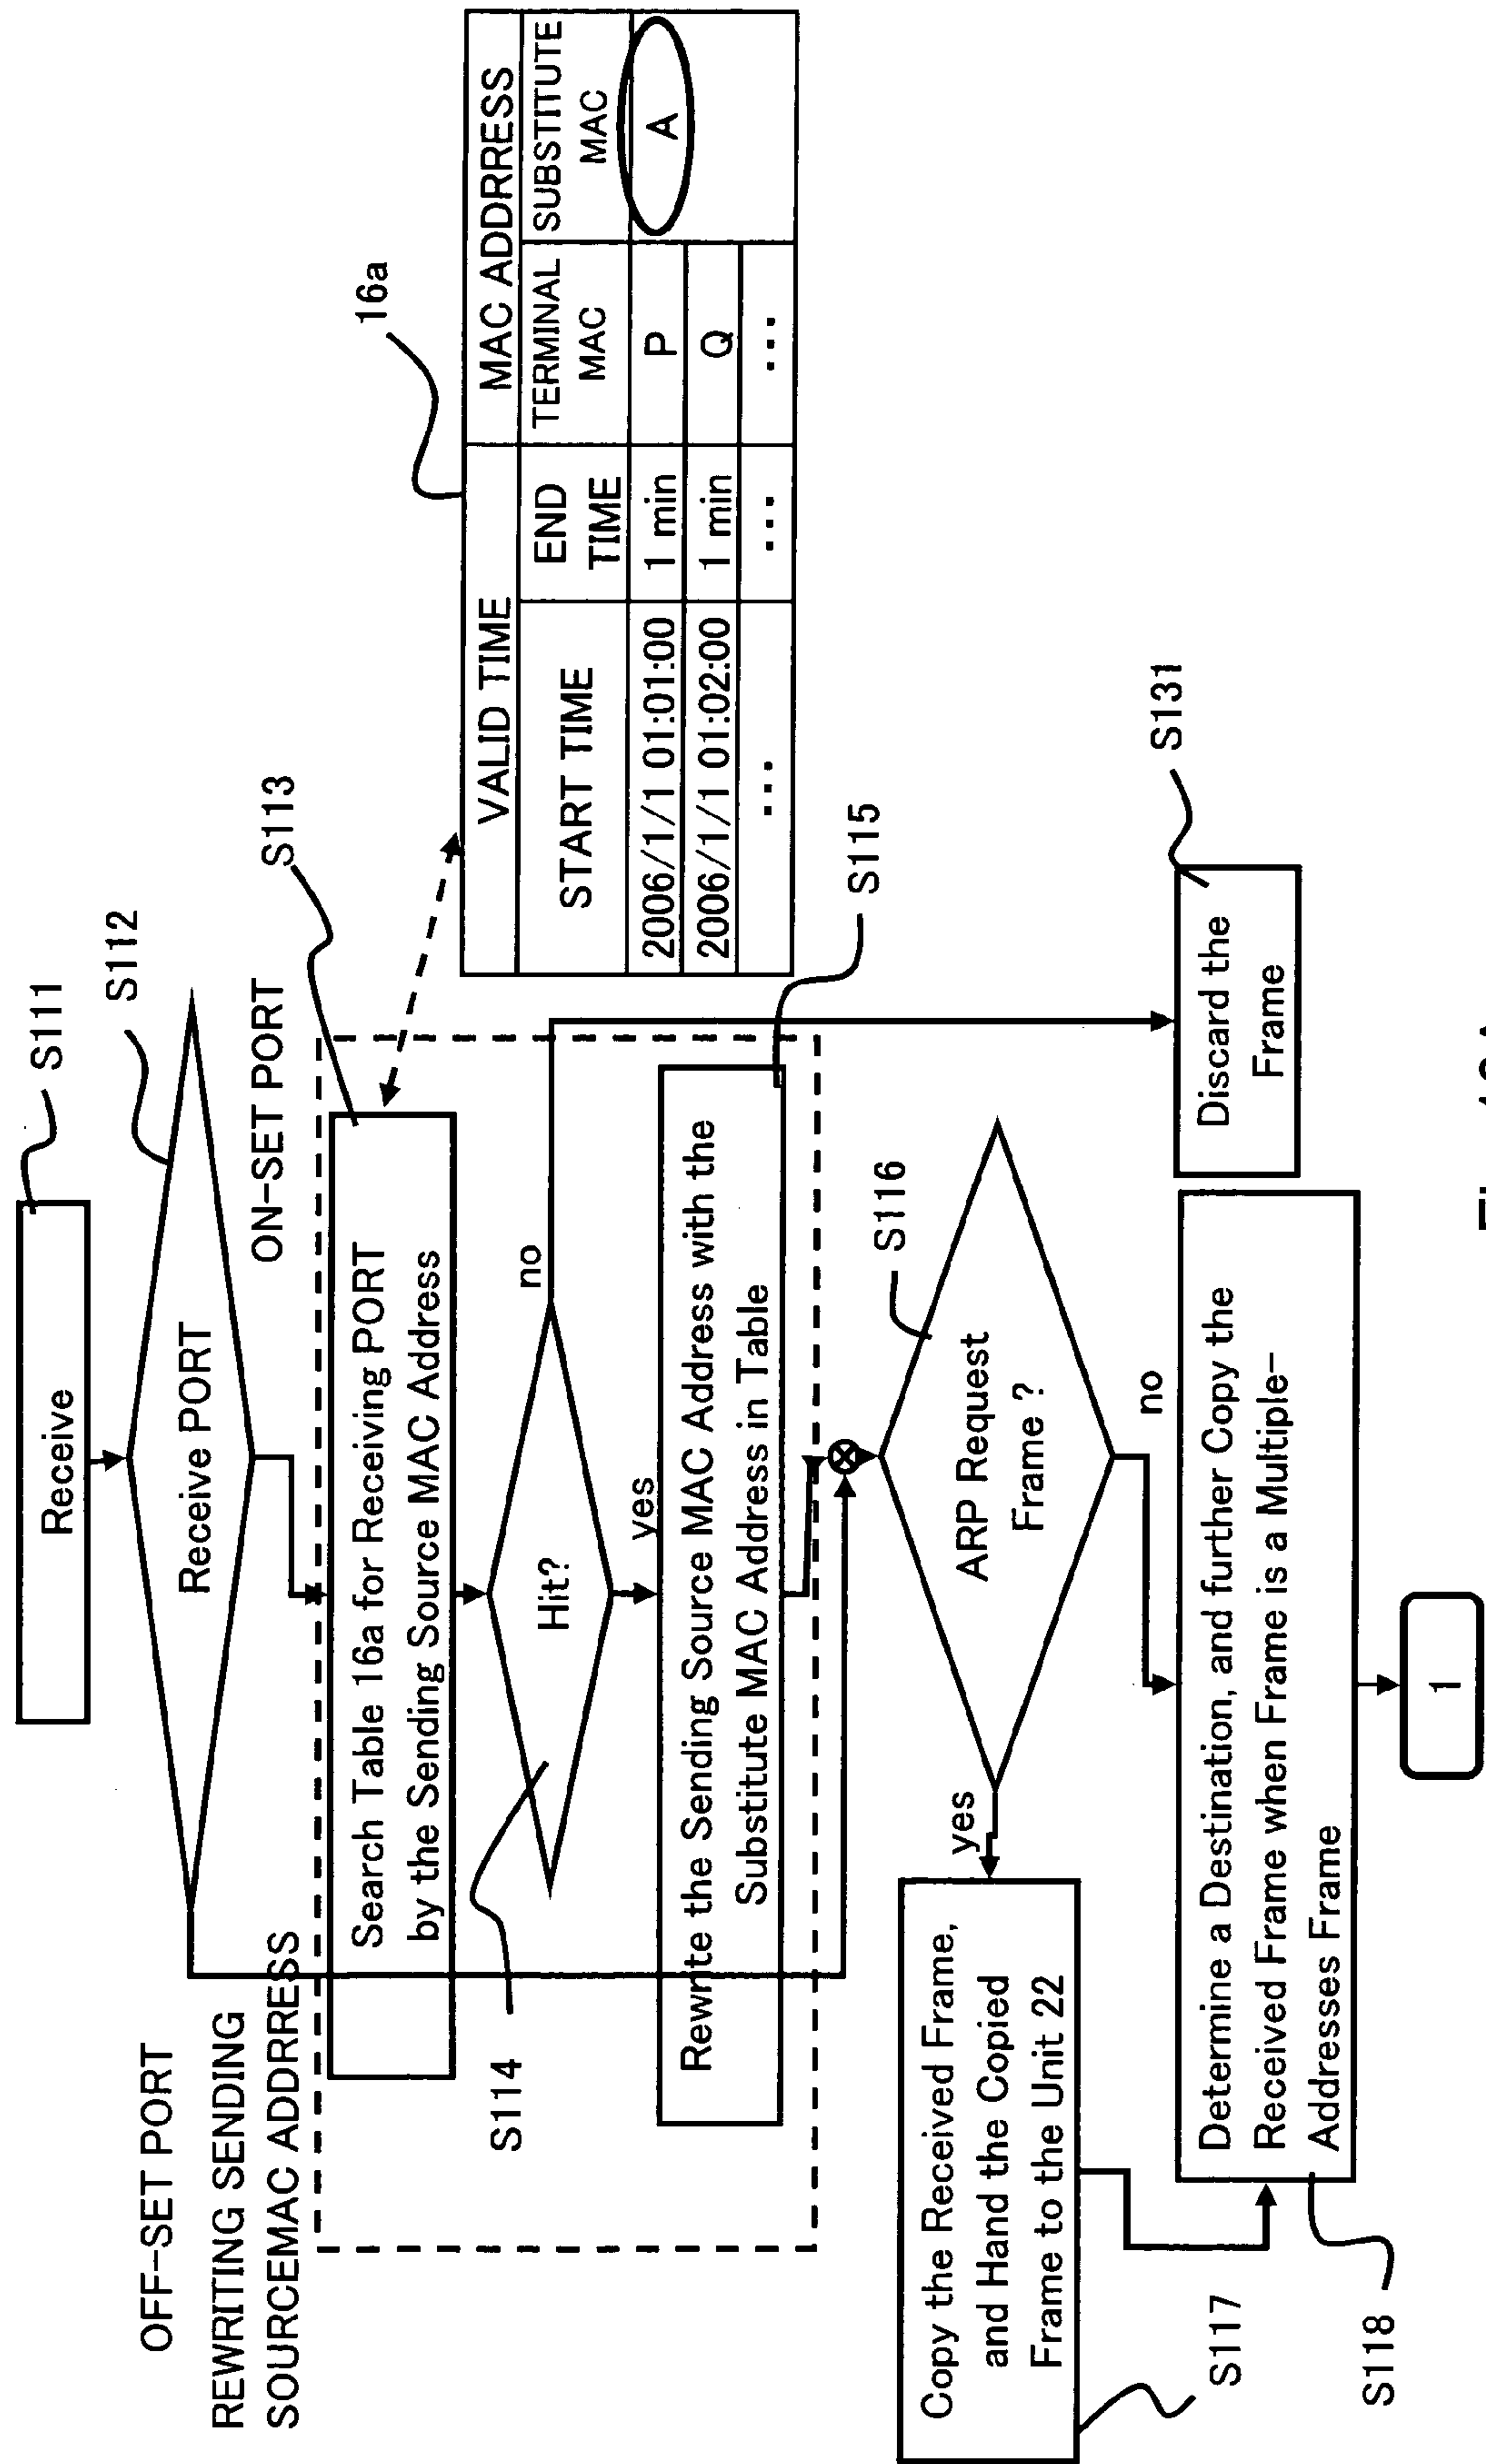 Receive
S111
S112
Receive PORT
OFF-SET PORT
ON-SET PORT
REWRITING SENDING
SOURCEMAC ADDRRESS
S113
Search Table 16a for Receiving PORT
by the Sending Source MAC Address
16a
VALID TIME
MAC ADDRRESS
START TIME
END
TIME
TERMINAL
MAC
SUBSTITUTE
MAC
2006/1/1 01:01:00
1 min
P
A
2006/1/1 01:02:00
1 min
Q
...
...
...
S114
Hit?
no
yes
S115
Rewrite the Sending Source MAC Address with the
Substitute MAC Address in Table
S116
ARP Request
Frame ?
yes
no
Copy the Received Frame,
and Hand the Copied
Frame to the Unit 22
S117
Discard the
Frame
S131
Determine a Destination, and further Copy the
Received Frame when Frame is a Multiple-
Addresses Frame
S118
1